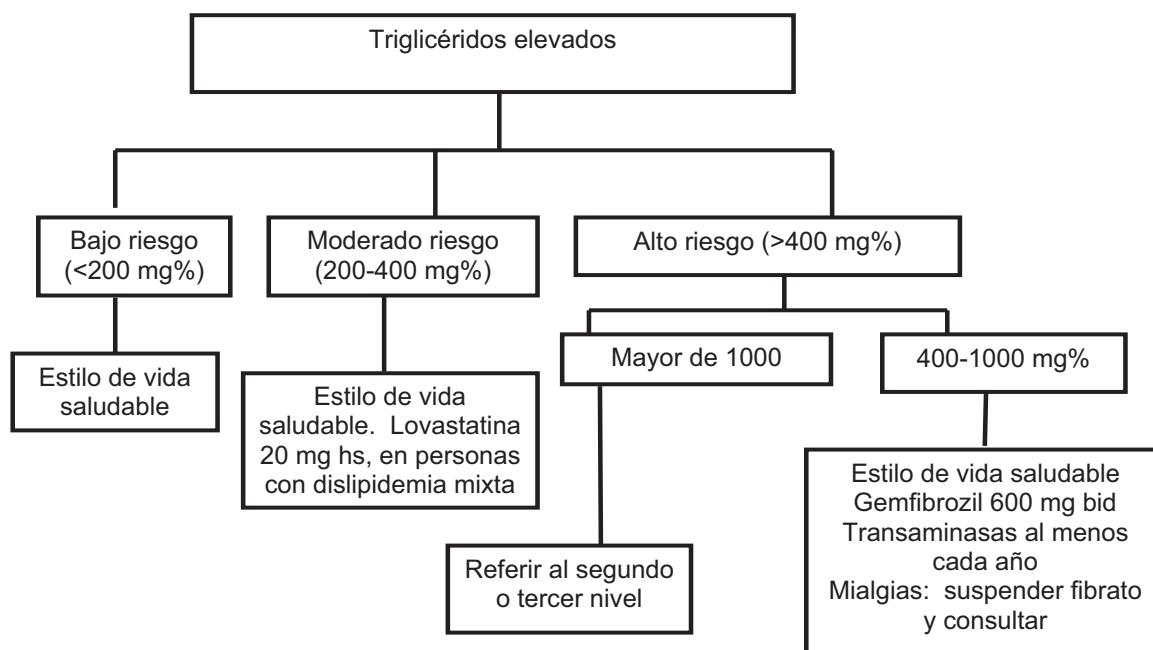 Triglicéridos elevados
Bajo riesgo
(<200 mg%)
Moderado riesgo
(200-400 mg%)
Alto riesgo (>400 mg%)
Estilo de vida
saludable
Estilo de vida
saludable.  Lovastatina
20 mg hs, en personas
con dislipidemia mixta
Mayor de 1000
400-1000 mg%
Referir al segundo
o tercer nivel
Estilo de vida saludable
Gemfibrozil 600 mg bid
Transaminasas al menos
cada año
Mialgias:  suspender fibrato
y consultar